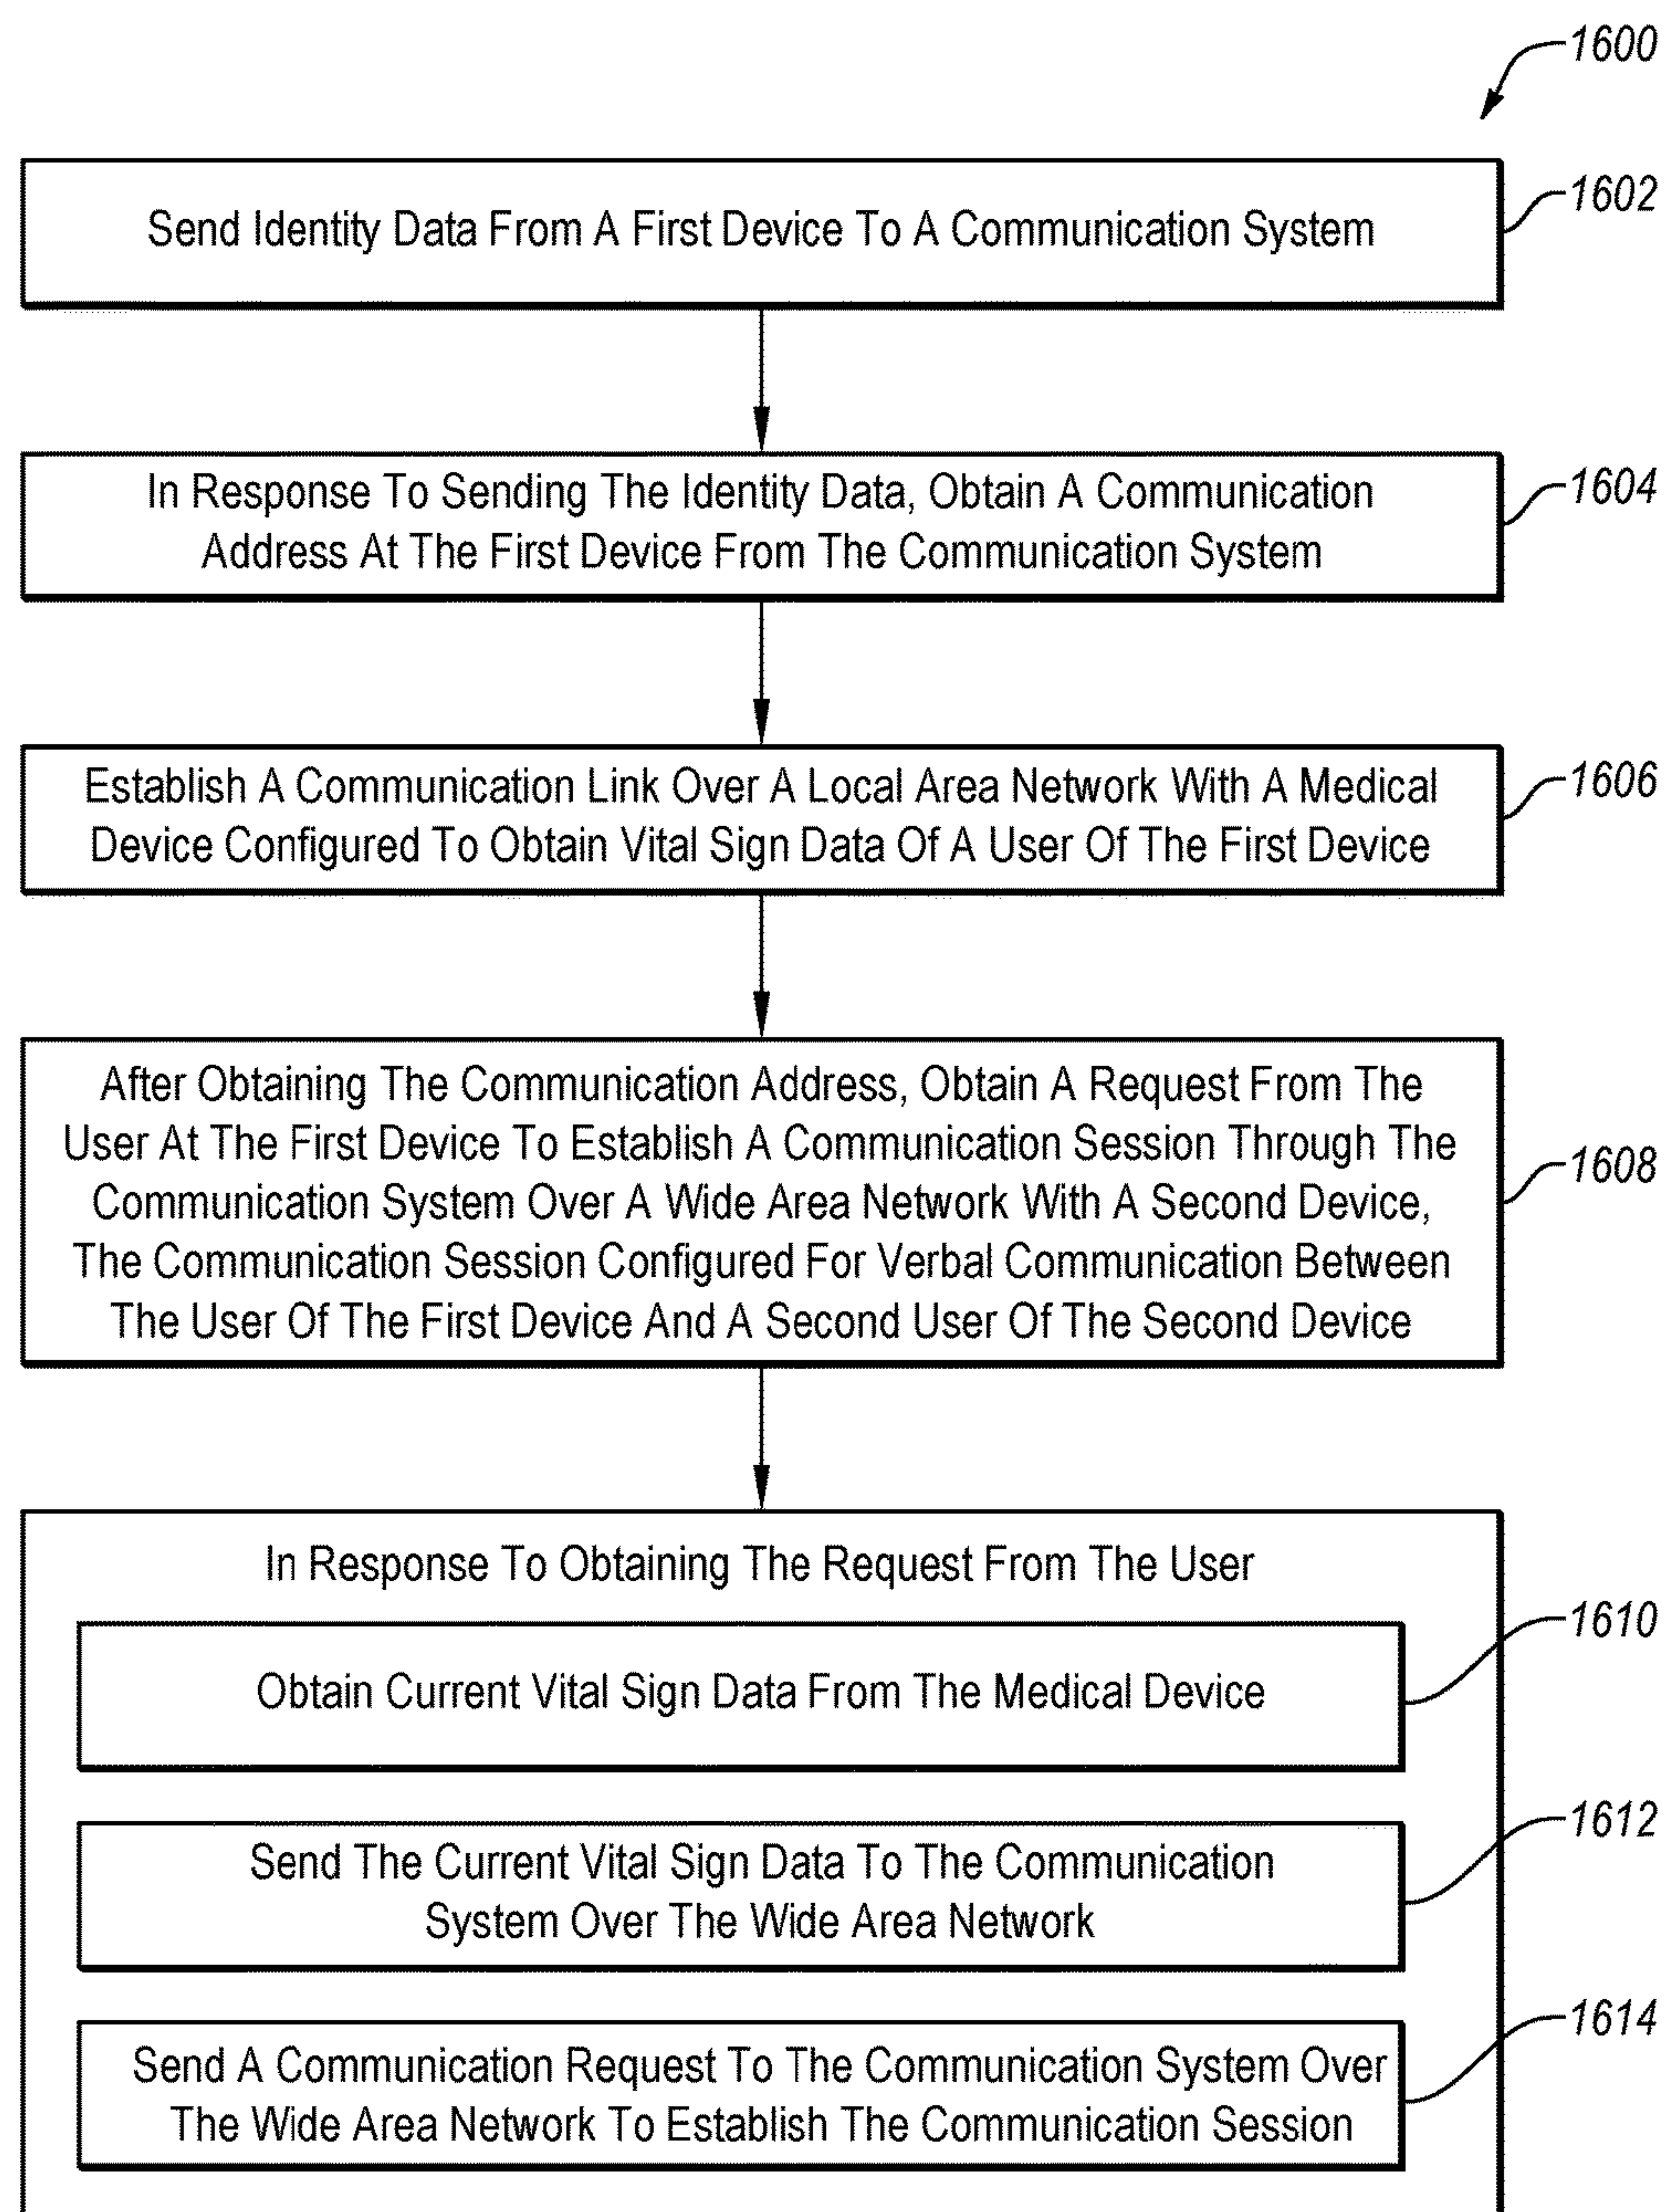 1600
Send Identity Data From A First Device To A Communication System
1602
In Response To Sending The Identity Data, Obtain A Communication
Address At The First Device From The Communication System
1604
Establish A Communication Link Over A Local Area Network With A Medical
Device Configured To Obtain Vital Sign Data Of A User Of The First Device
1606
After Obtaining The Communication Address, Obtain A Request From The
User At The First Device To Establish A Communication Session Through The
Communication System Over A Wide Area Network With A Second Device,
The Communication Session Configured For Verbal Communication Between
The User Of The First Device And A Second User Of The Second Device
1608
In Response To Obtaining The Request From The User
Obtain Current Vital Sign Data From The Medical Device
1610
Send The Current Vital Sign Data To The Communication
System Over The Wide Area Network
1612
Send A Communication Request To The Communication System Over
The Wide Area Network To Establish The Communication Session
1614